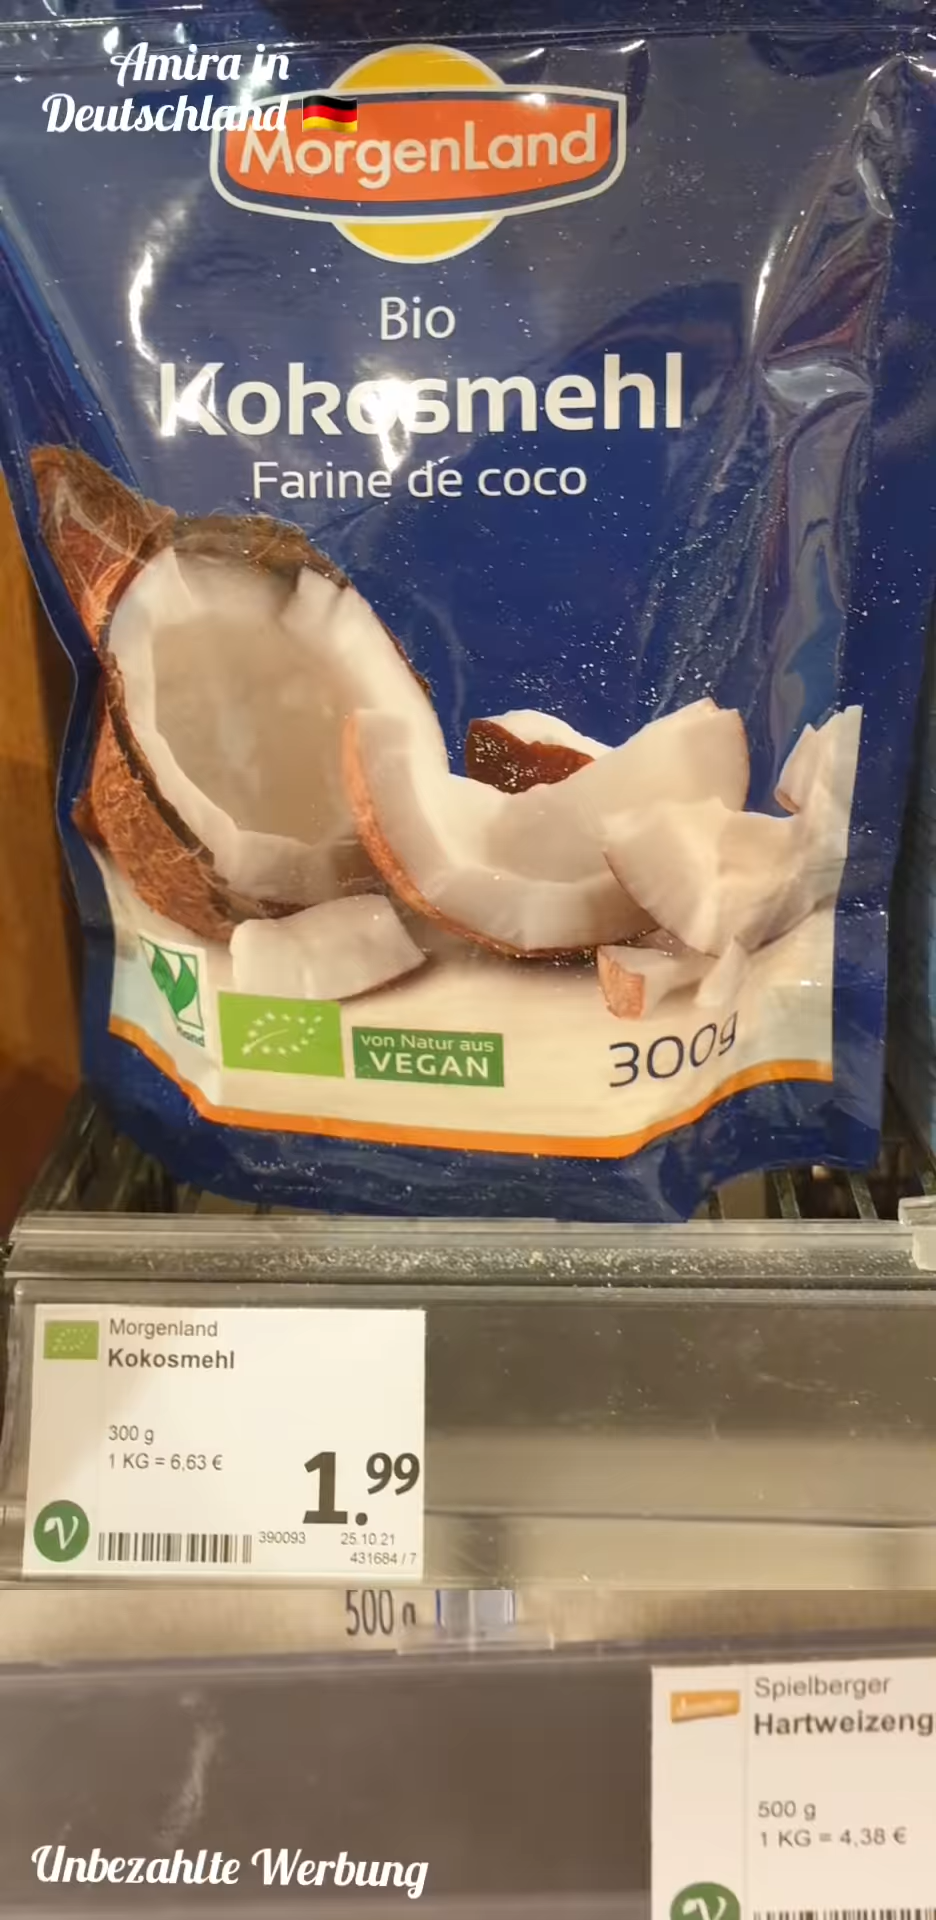 Amira in
Deutschland 🇩🇪
MorgenLand
Bio
Kokosmehl
Farine de coco
von Natur aus
VEGAN
300g
Morgenland
Kokosmehl
300 g
1 KG = 6,63 €
1.99
390093
25.10.21
431684 / 7
500 g
Spielberger
Hartweizeng
500 g
1 KG = 4,38 €
Unbezahlte Werbung